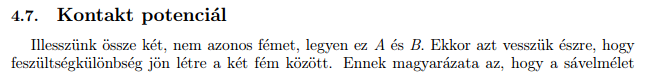 4.7. Kontakt potenciál
Illesszünk össze két, nem azonos fémet, legyen ez A és B. Ekkor azt vesszük észre, hogy
feszültségkülönbség jön létre a két fém között. Ennek magyarázata az, hogy a sávelmélet